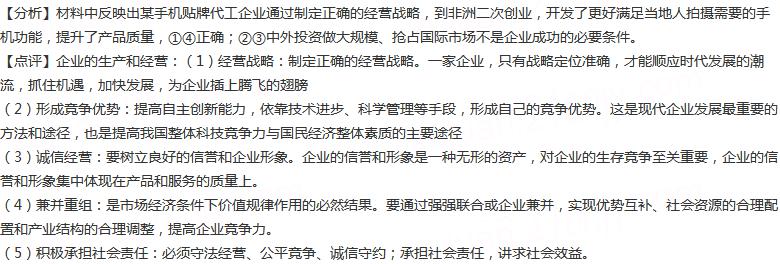 【分析】材料中反映出某手机贴牌代工企业通过制定正确的经营战略，到非洲二次创业，开发了更好满足当地人拍摄需要的手
机功能，提升了产品质量，①④正确；②③中外投资做大规模、抢占国际市场不是企业成功的必要条件。
【点评】企业的生产和经营：（1）经营战略：制定正确的经营战略。一家企业，只有战略定位准确，才能顺应时代发展的潮
流，抓住机遇，加快发展，为企业插上腾飞的翅膀
（2）形成竞争优势：提高自主创新能力，依靠技术进步、科学管理等手段，形成自己的竞争优势。这是现代企业发展最重要的
方法和途径，也是提高我国整体科技竞争力与国民经济整体素质的主要途径
（3）诚信经营：要树立良好的信誉和企业形象。企业的信誉和形象是一种无形的资产，对企业的生存竞争至关重要，企业的信
誉和形象集中体现在产品和服务的质量上。
（4）兼并重组：是市场经济条件下价值规律作用的必然结果。要通过强强联合或企业兼并，实现优势互补、社会资源的合理配
置和产业结构的合理调整，提高企业竞争力。
（5）积极承担社会责任：必须守法经营、公平竞争、诚信守约；承担社会责任，讲求社会效益。